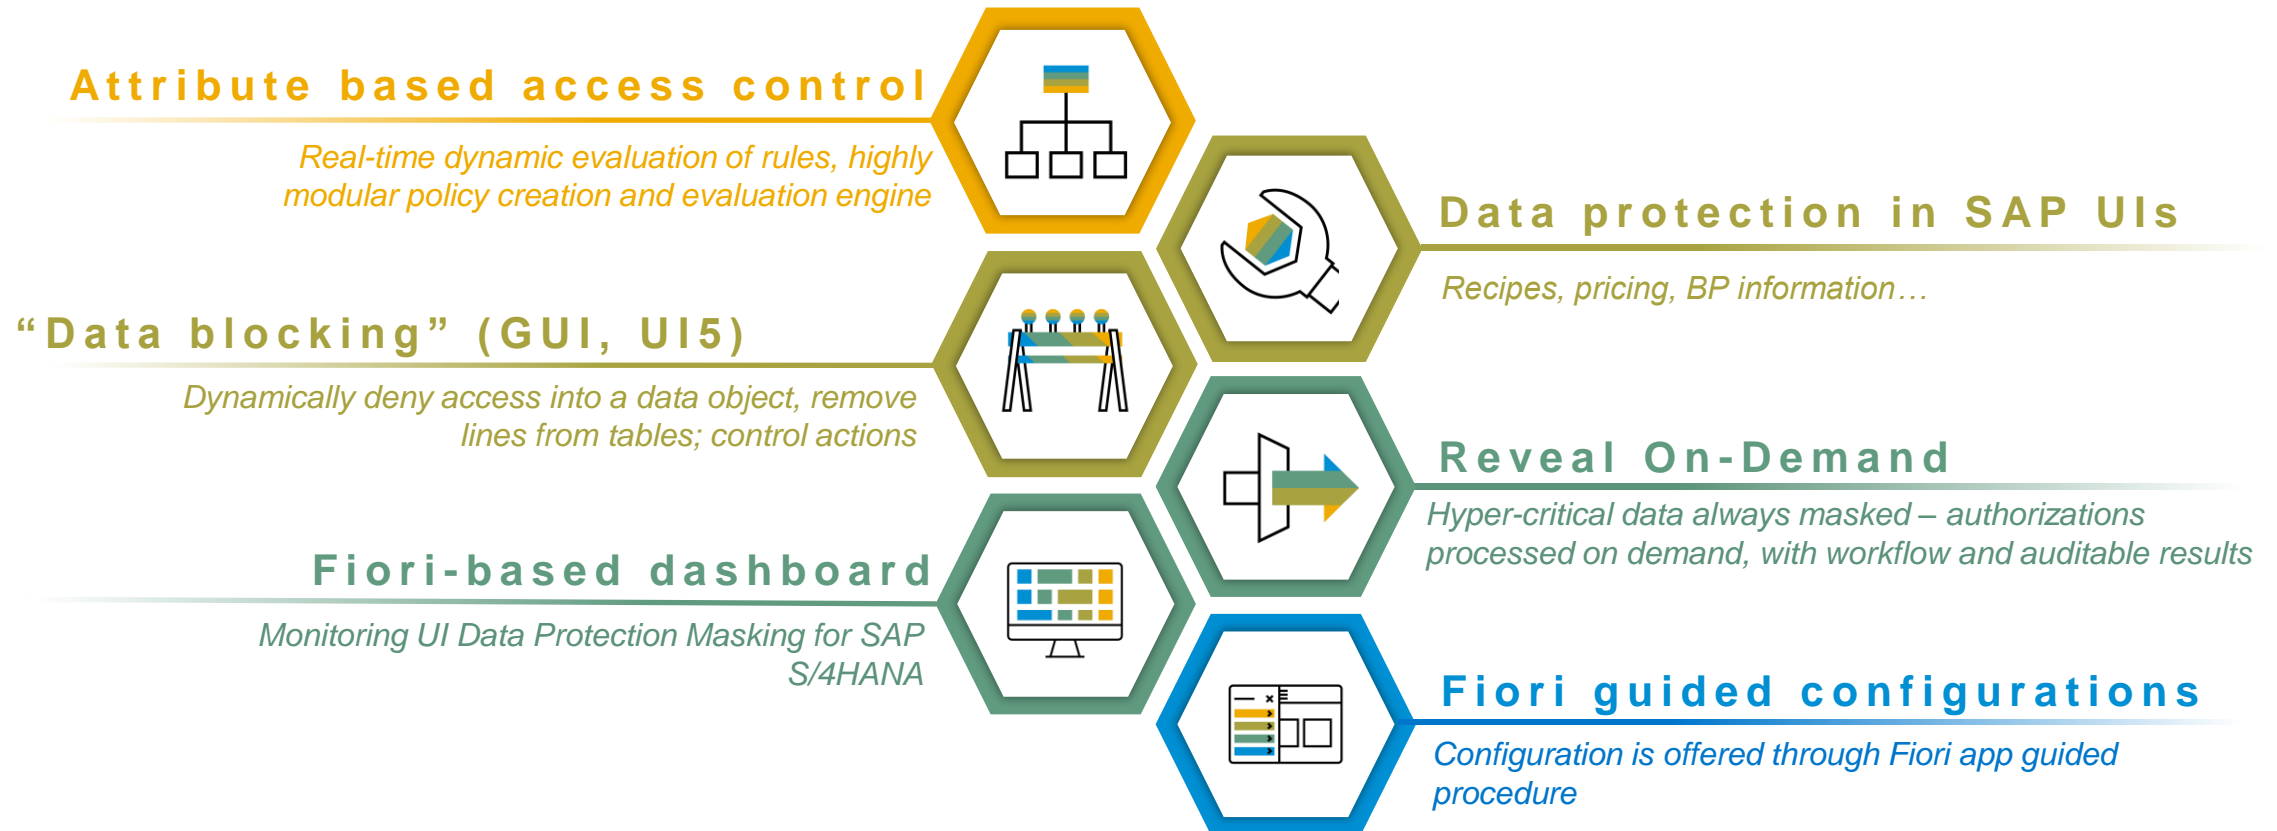 Attribute based access control
Real-time dynamic evaluation of rules, highly
modular policy creation and evaluation engine
Data protection in SAP UIs
Recipes, pricing, BP information…
“Data blocking” (GUI, UI5)
Dynamically deny access into a data object, remove
lines from tables; control actions
Reveal On-Demand
Hyper-critical data always masked – authorizations
processed on demand, with workflow and auditable results
Fiori-based dashboard
Monitoring UI Data Protection Masking for SAP
S/4HANA
Fiori guided configurations
Configuration is offered through Fiori app guided
procedure